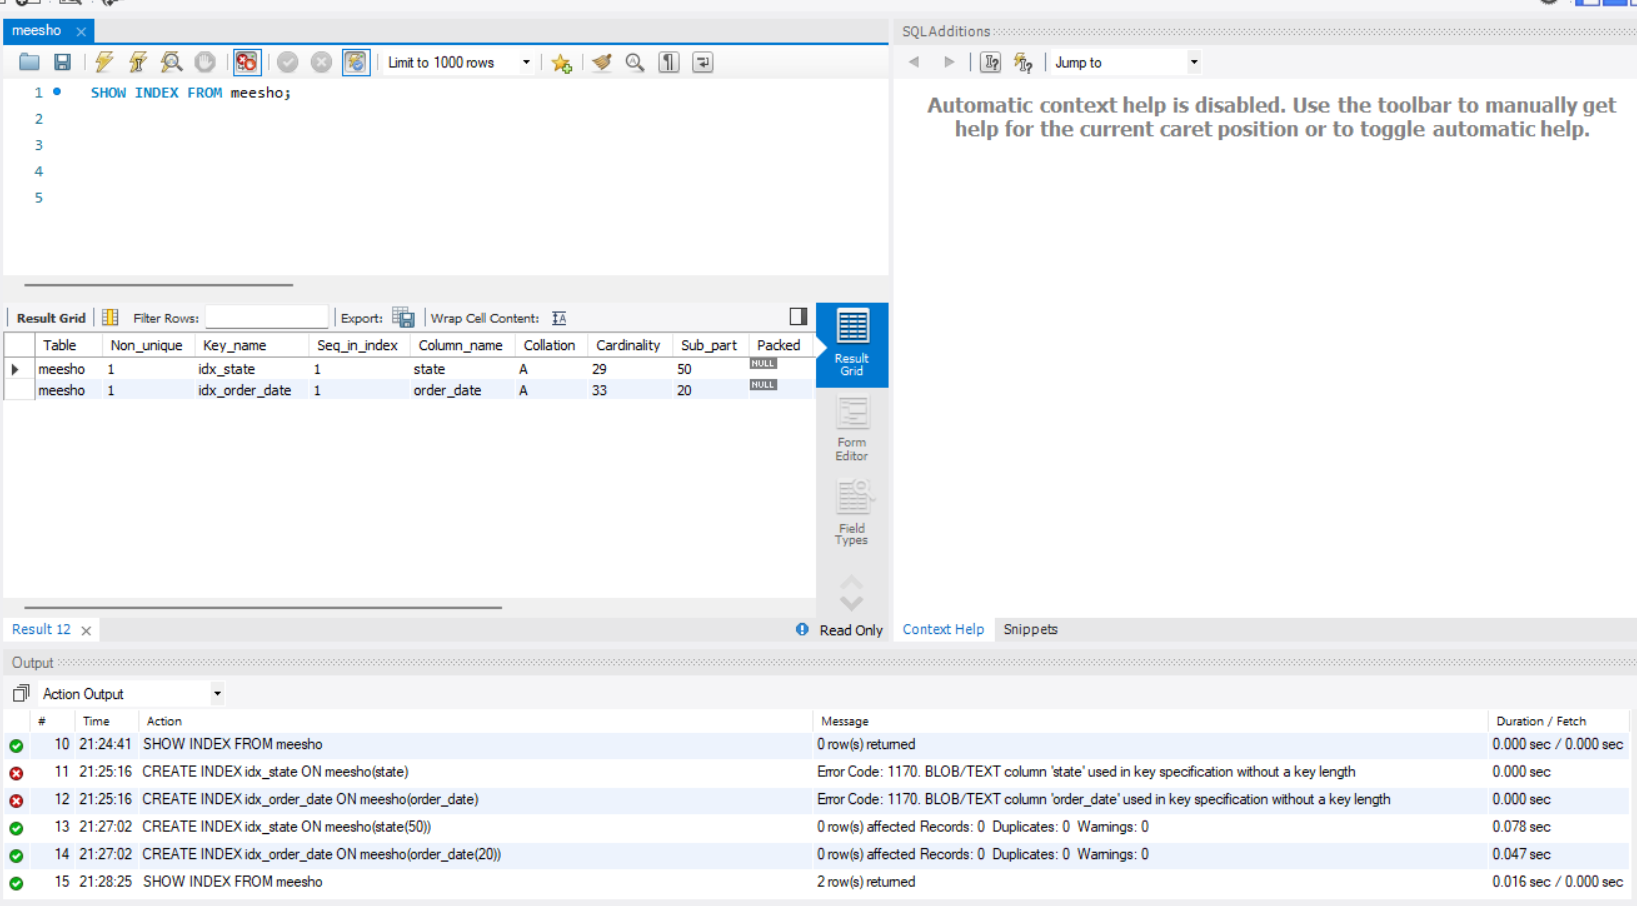 meesho
Limit to 1000 rows
1 SHOW INDEX FROM meesho;
2
3
4
5
SQLAdditions
Jump to
Automatic context help is disabled. Use the toolbar to manually get
help for the current caret position or to toggle automatic help.
Result Grid Filter Rows: Export: Wrap Cell Content:
Table Non_unique Key_name Seq_in_index Column_name Collation Cardinality Sub_part Packed
meesho 1 idx_state 1 state A 29 50 NULL
meesho 1 idx_order_date 1 order_date A 33 20 NULL
Result
Grid
Form
Editor
Field
Types
Result 12 Read Only
Context Help Snippets
Output
Action Output
# Time Action Message Duration / Fetch
10 21:24:41 SHOW INDEX FROM meesho 0 row(s) returned 0.000 sec / 0.000 sec
11 21:25:16 CREATE INDEX idx_state ON meesho(state) Error Code: 1170. BLOB/TEXT column 'state' used in key specification without a key length 0.000 sec
12 21:25:16 CREATE INDEX idx_order_date ON meesho(order_date) Error Code: 1170. BLOB/TEXT column 'order_date' used in key specification without a key length 0.000 sec
13 21:27:02 CREATE INDEX idx_state ON meesho(state(50)) 0 row(s) affected Records: 0 Duplicates: 0 Warnings: 0 0.078 sec
14 21:27:02 CREATE INDEX idx_order_date ON meesho(order_date(20)) 0 row(s) affected Records: 0 Duplicates: 0 Warnings: 0 0.047 sec
15 21:28:25 SHOW INDEX FROM meesho 2 row(s) returned 0.016 sec / 0.000 sec